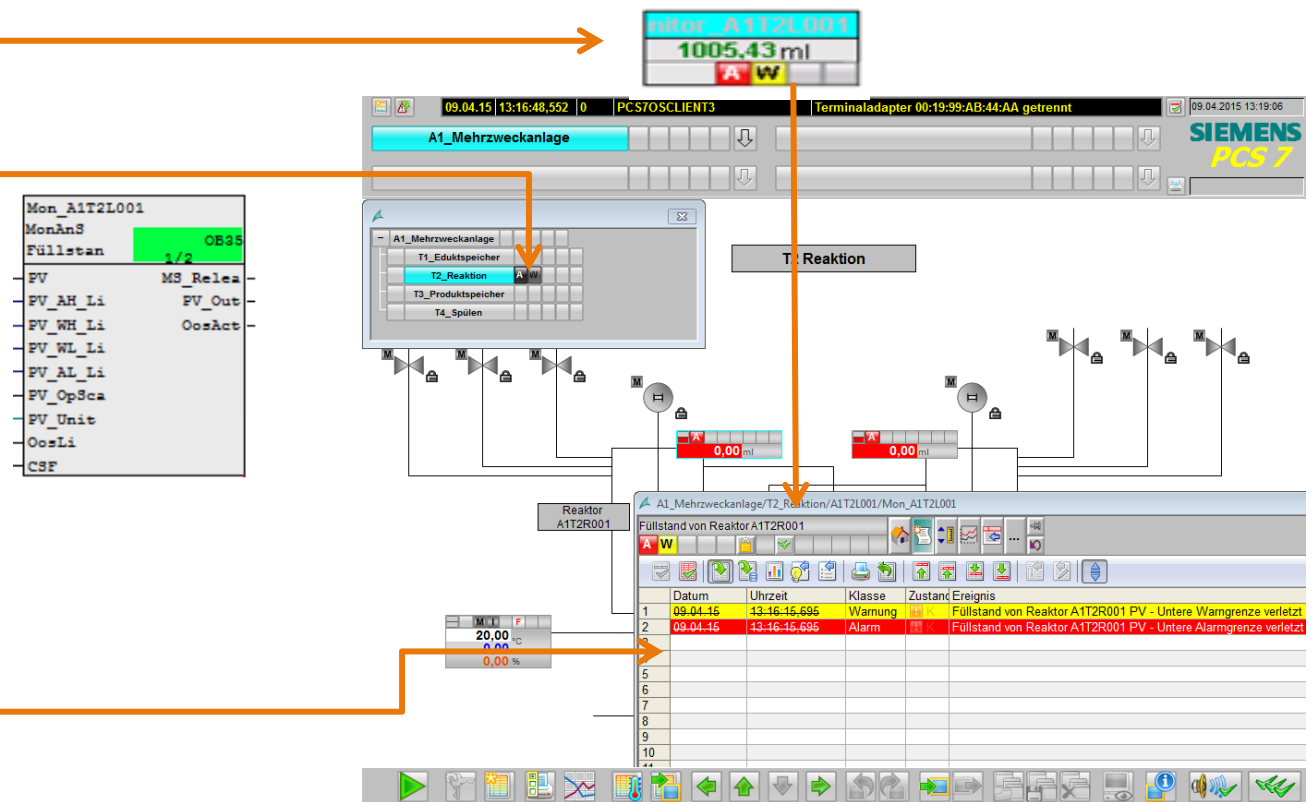 nitor_A1T2L001
1005,43 ml
A W
09.04.15 13:16:48,552 0 PCS7OSCLIENT3 Terminaladapter 00:19:99:AB:44:AA getrennt 09.04.2015 13:19:06
A1_Mehrzweckanlage
SIEMENS
PCS 7
Mon_A1T2L001
MonAnS
Füllstan
OB35
1/2
PV MS_Relea
PV_AH_Li PV_Out
PV_WH_Li OosAct
PV_WL_Li
PV_AL_Li
PV_OpSca
PV_Unit
OosLi
CSF
A1_Mehrzweckanlage
T1_Eduktspeicher
T2_Reaktion A W
T3_Produktspeicher
T4_Spülen
T2 Reaktion
M M M M M M
M M
A A
0,00 ml 0,00 ml
Reaktor
A1T2R001
A1_Mehrzweckanlage/T2_Reaktion/A1T2L001/Mon_A1T2L001
Füllstand von Reaktor A1T2R001
...
A W
Datum Uhrzeit Klasse Zustand Ereignis
1 09.04.15 13:16:15,695 Warnung K Füllstand von Reaktor A1T2R001 PV - Untere Warngrenze verletzt
2 09.04.15 13:16:15,695 Alarm K Füllstand von Reaktor A1T2R001 PV - Untere Alarmgrenze verletzt
5
6
7
8
9
10
M I F
20,00 °C
0,00
0,00 %